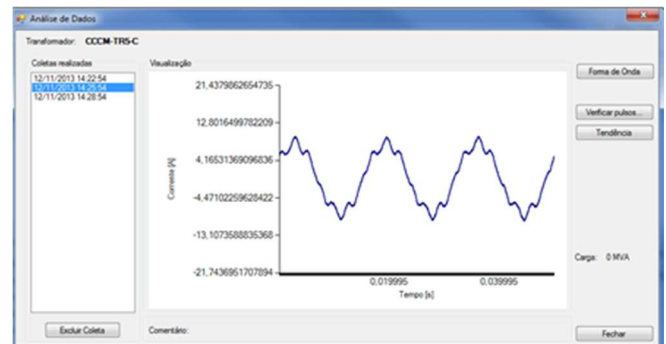 Análise de Dados
Transformador: CCCM-TR5-C
Coletas realizadas
12/11/2013 14:22:54
12/11/2013 14:25:54
12/11/2013 14:28:54
Excluir Coleta
Visualização
21,4379862654735
12,8016499782209
4,16531369096836
-4,47102259628422
-13,1073588835368
-21,7436951707894
Corrente [A]
0,019995
0,039995
Tempo [s]
Comentário:
Forma de Onda
Verificar pulsos...
Tendência
Carga: 0 MVA
Fechar